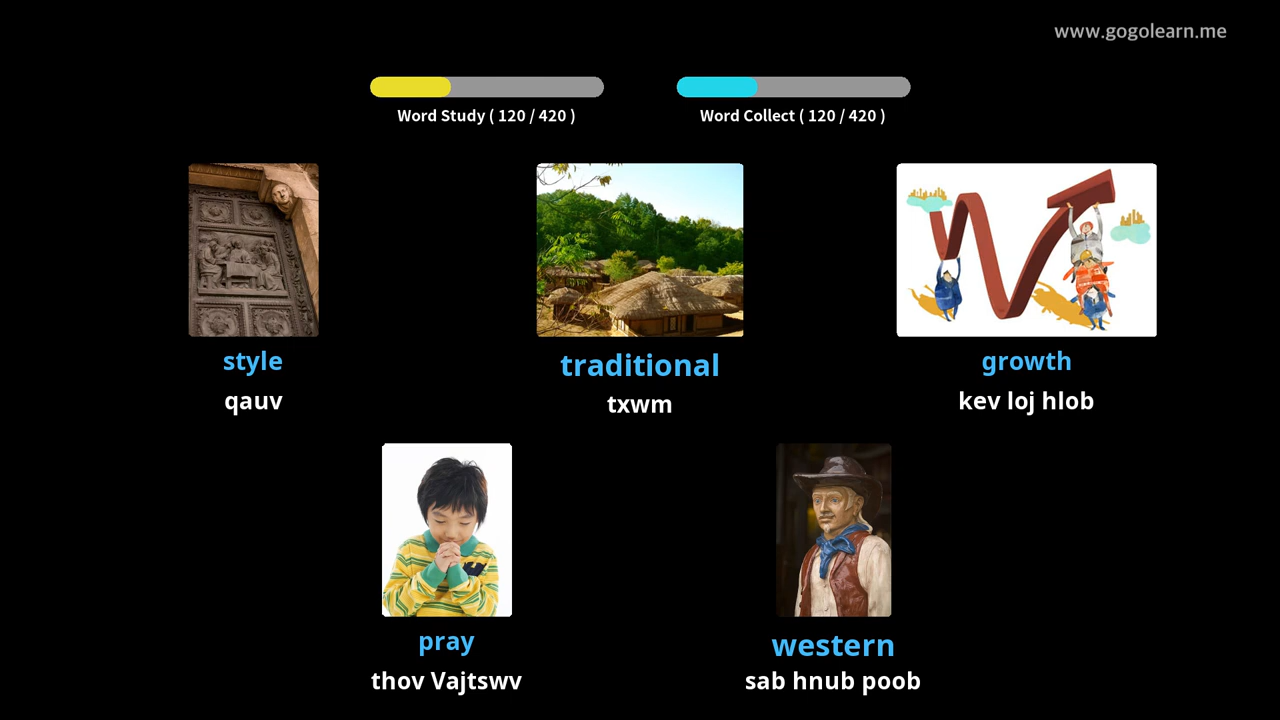 www.gogolearn.me
Word Study ( 120 / 420 )
Word Collect ( 120 / 420 )
style
traditional
growth
qauv
txwm
kev loj hlob
pray
western
thov Vajtswv
sab hnub poob